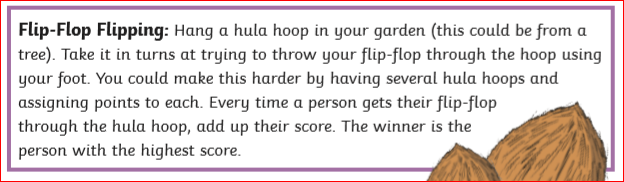 Flip-Flop Flipping: Hang a hula hoop in your garden (this could be from a
tree). Take it in turns at trying to throw your flip-flop through the hoop using
your foot. You could make this harder by having several hula hoops and
assigning points to each. Every time a person gets their flip-flop
through the hula hoop, add up their score. The winner is the
person with the highest score.